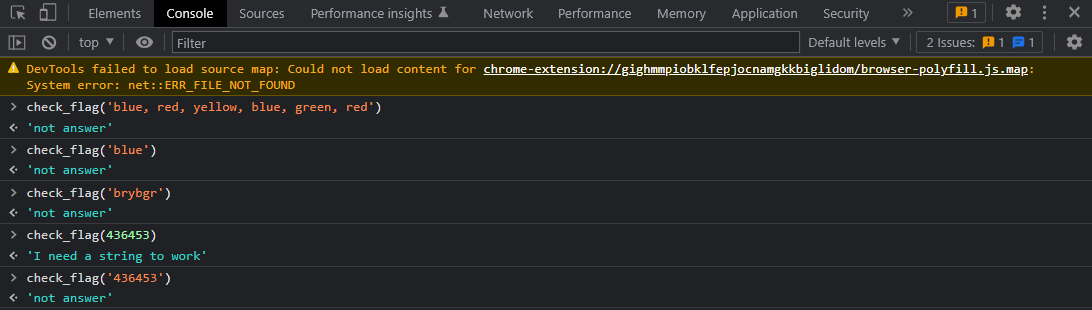 Elements Console Sources Performance insights Network Performance Memory Application Security » 1
top Filter Default levels 2 Issues: 1 1
DevTools failed to load source map: Could not load content for chrome-extension://gighmmpiobklfepjocnamgkkbiglidom/browser-polyfill.js.map:
System error: net::ERR_FILE_NOT_FOUND
> check_flag('blue, red, yellow, blue, green, red')
'not answer'
> check_flag('blue')
'not answer'
> check_flag('brybgr')
'not answer'
> check_flag(436453)
'I need a string to work'
> check_flag('436453')
'not answer'